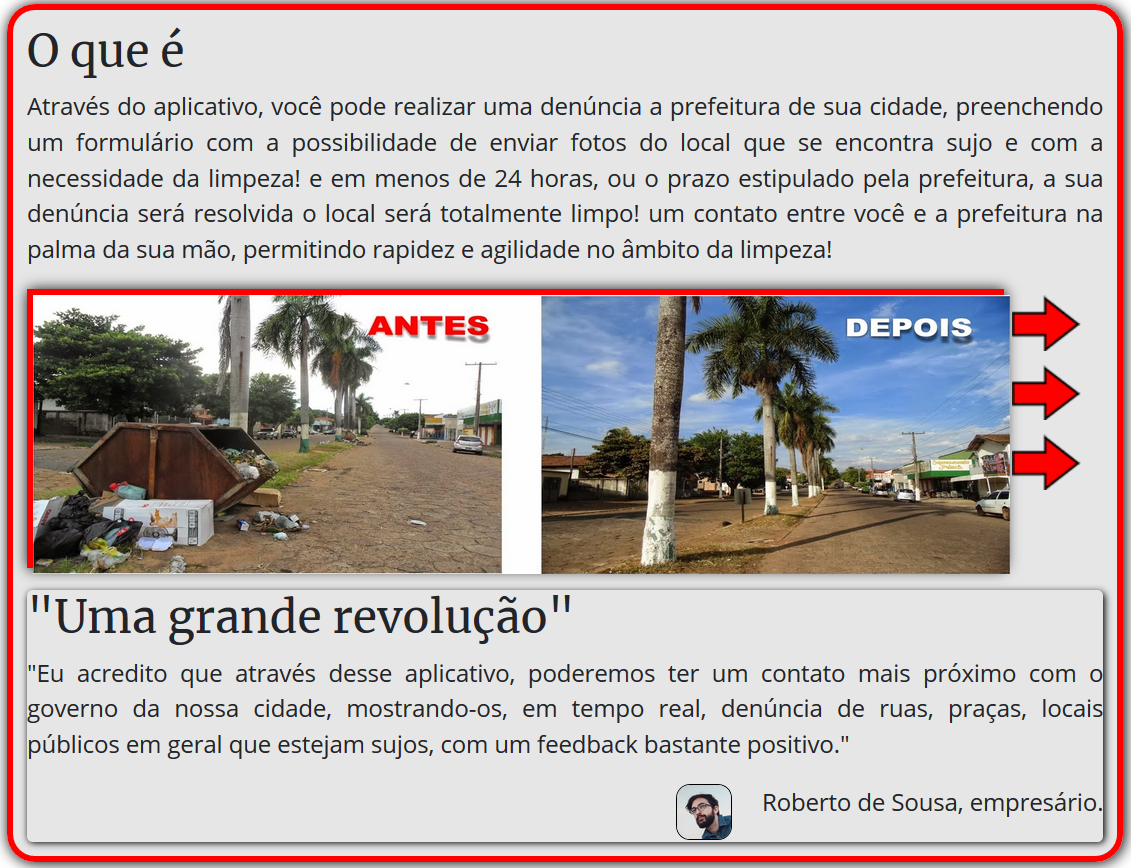 O que é
Através do aplicativo, você pode realizar uma denúncia a prefeitura de sua cidade, preenchendo
um formulário com a possibilidade de enviar fotos do local que se encontra sujo e com a
necessidade da limpeza! e em menos de 24 horas, ou o prazo estipulado pela prefeitura, a sua
denúncia será resolvida o local será totalmente limpo! um contato entre você e a prefeitura na
palma da sua mão, permitindo rapidez e agilidade no âmbito da limpeza!
ANTES
DEPOIS
"Uma grande revolução"
"Eu acredito que através desse aplicativo, poderemos ter um contato mais próximo com o
governo da nossa cidade, mostrando-os, em tempo real, denúncia de ruas, praças, locais
públicos em geral que estejam sujos, com um feedback bastante positivo."
Roberto de Sousa, empresário.